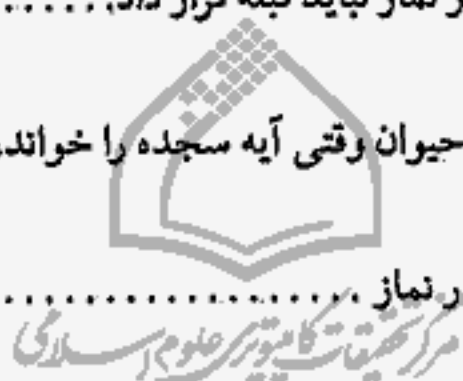 ر نماز نباید قبله قرار داد. . . . . . .
حیوان وقتی آیه سجده را خواند.
ر نماز . . . . . . . . . . . . . . . . . . . .
مرکز تحقیقات کامپیوتری علوم اسلامی